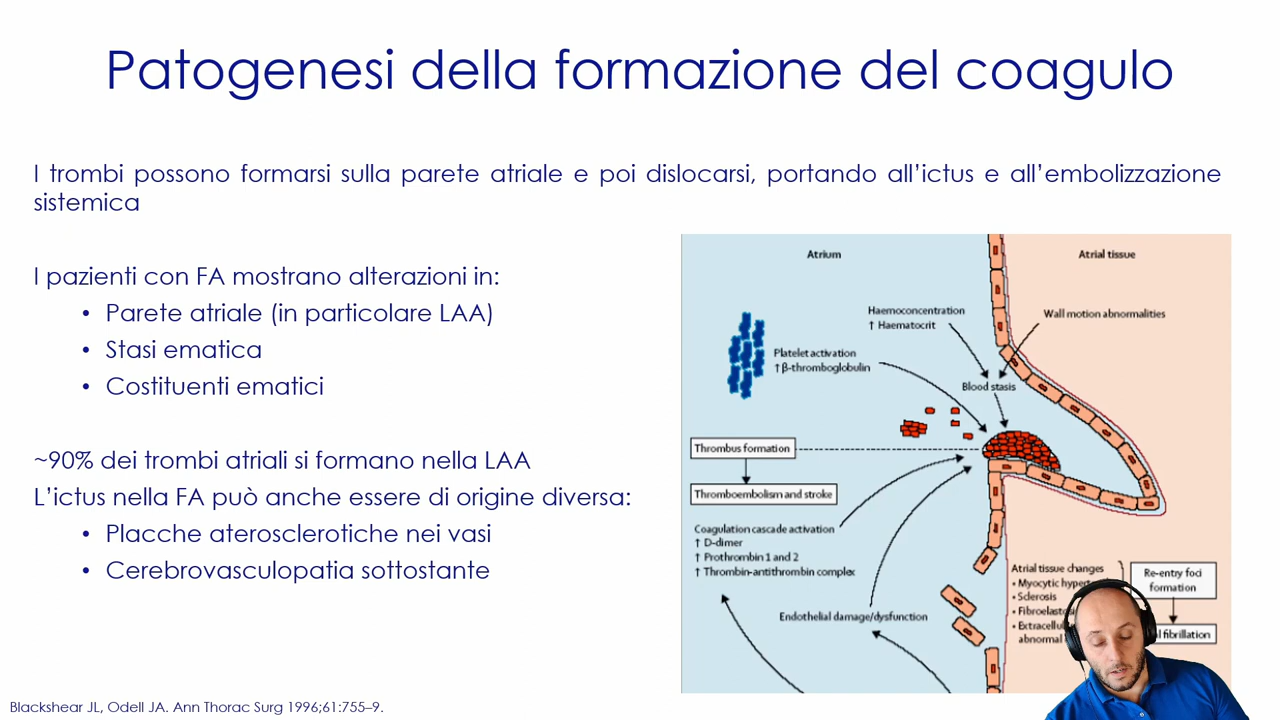 Patogenesi della formazione del coagulo
I trombi possono formarsi sulla parete atriale e poi dislocarsi, portando all’ictus e all’embolizzazione
sistemica
I pazienti con FA mostrano alterazioni in:
• Parete atriale (in particolare LAA)
• Stasi ematica
• Costituenti ematici
~90% dei trombi atriali si formano nella LAA
L’ictus nella FA può anche essere di origine diversa:
• Placche aterosclerotiche nei vasi
• Cerebrovasculopatia sottostante
Blackshear JL, Odell JA. Ann Thorac Surg 1996;61:755–9.
Atrium
Atrial tissue
Haemoconcentration
↑ Haematocrit
Wall motion abnormalities
Platelet activation
↑β-thromboglobulin
Blood stasis
Thrombus formation
Thromboembolism and stroke
Coagulation cascade activation
↑ D-dimer
↑ Prothrombin 1 and 2
↑ Thrombin-antithrombin complex
Endothelial damage/dysfunction
Atrial tissue changes
• Myocytic
• Sclerosis
•
•
abnormal
Re-entry foci
formation
fibrillation